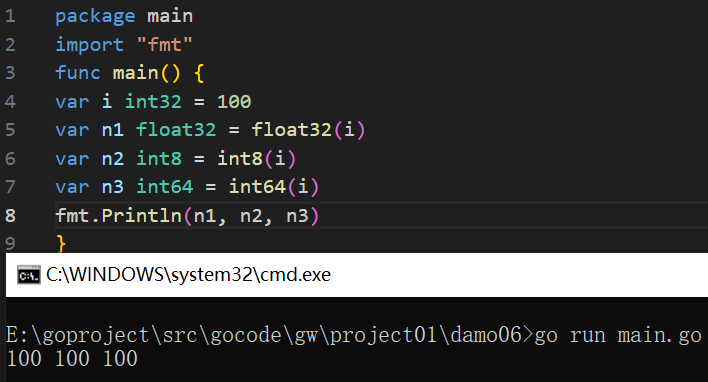 1 package main
2 import "fmt"
3 func main() {
4 var i int32 = 100
5 var n1 float32 = float32(i)
6 var n2 int8 = int8(i)
7 var n3 int64 = int64(i)
8 fmt.Println(n1, n2, n3)
9 }
C:\WINDOWS\system32\cmd.exe
E:\goproject\src\gocode\gw\project01\damo06>go run main.go
100 100 100